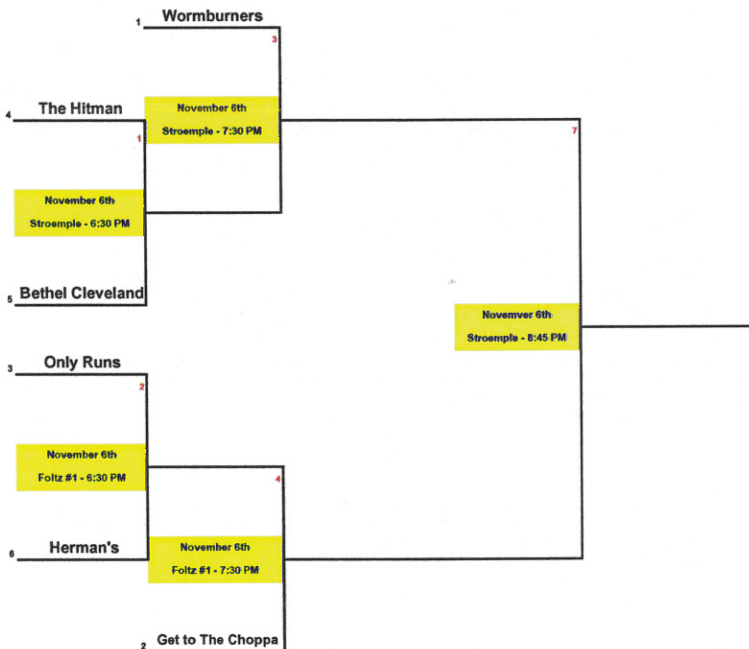 1 Wormburners
3
4 The Hitman
November 6th
Stroemple - 7:30 PM
7
1
November 6th
Stroemple - 6:30 PM
5 Bethel Cleveland
Novemver 6th
Stroemple - 8:45 PM
3 Only Runs
2
November 6th
Foltz #1 - 6:30 PM
4
6 Herman's
November 6th
Foltz #1 - 7:30 PM
2 Get to The Choppa